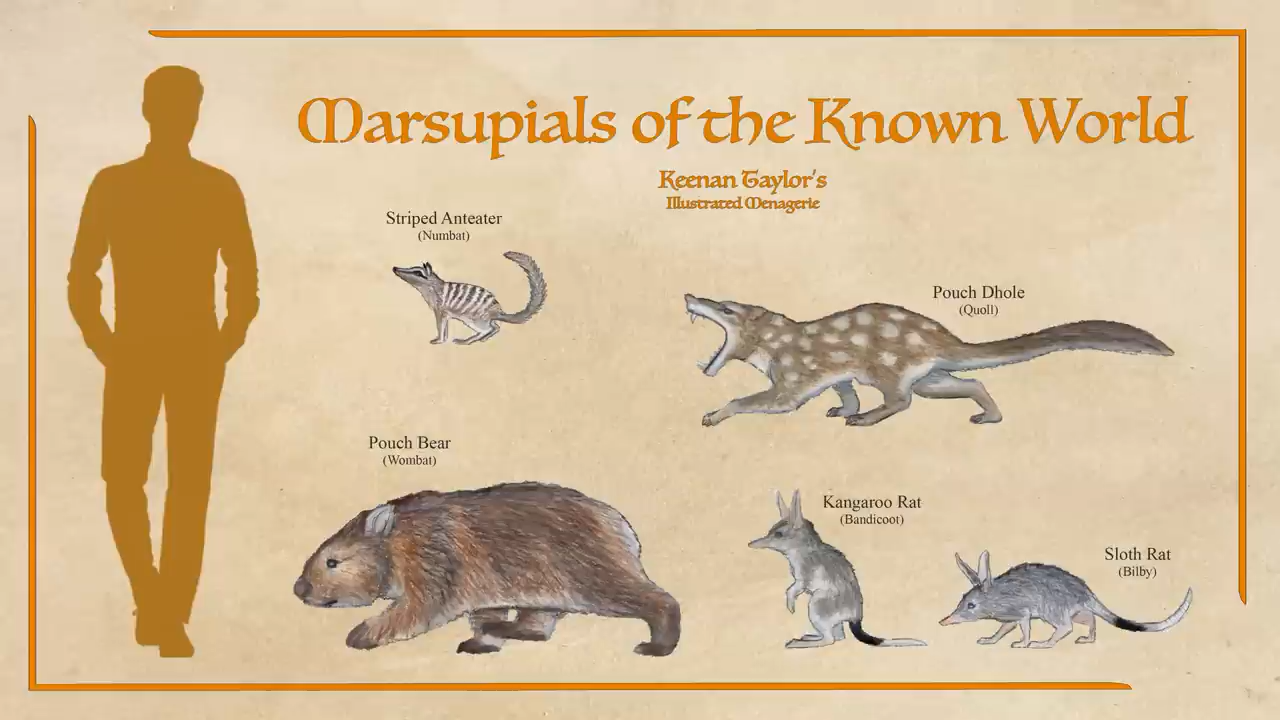 Marsupials of the Known World
Keenan Taylor's
Illustrated Menagerie
Striped Anteater
(Numbat)
Pouch Dhole
(Quoll)
Pouch Bear
(Wombat)
Kangaroo Rat
(Bandicoot)
Sloth Rat
(Bilby)